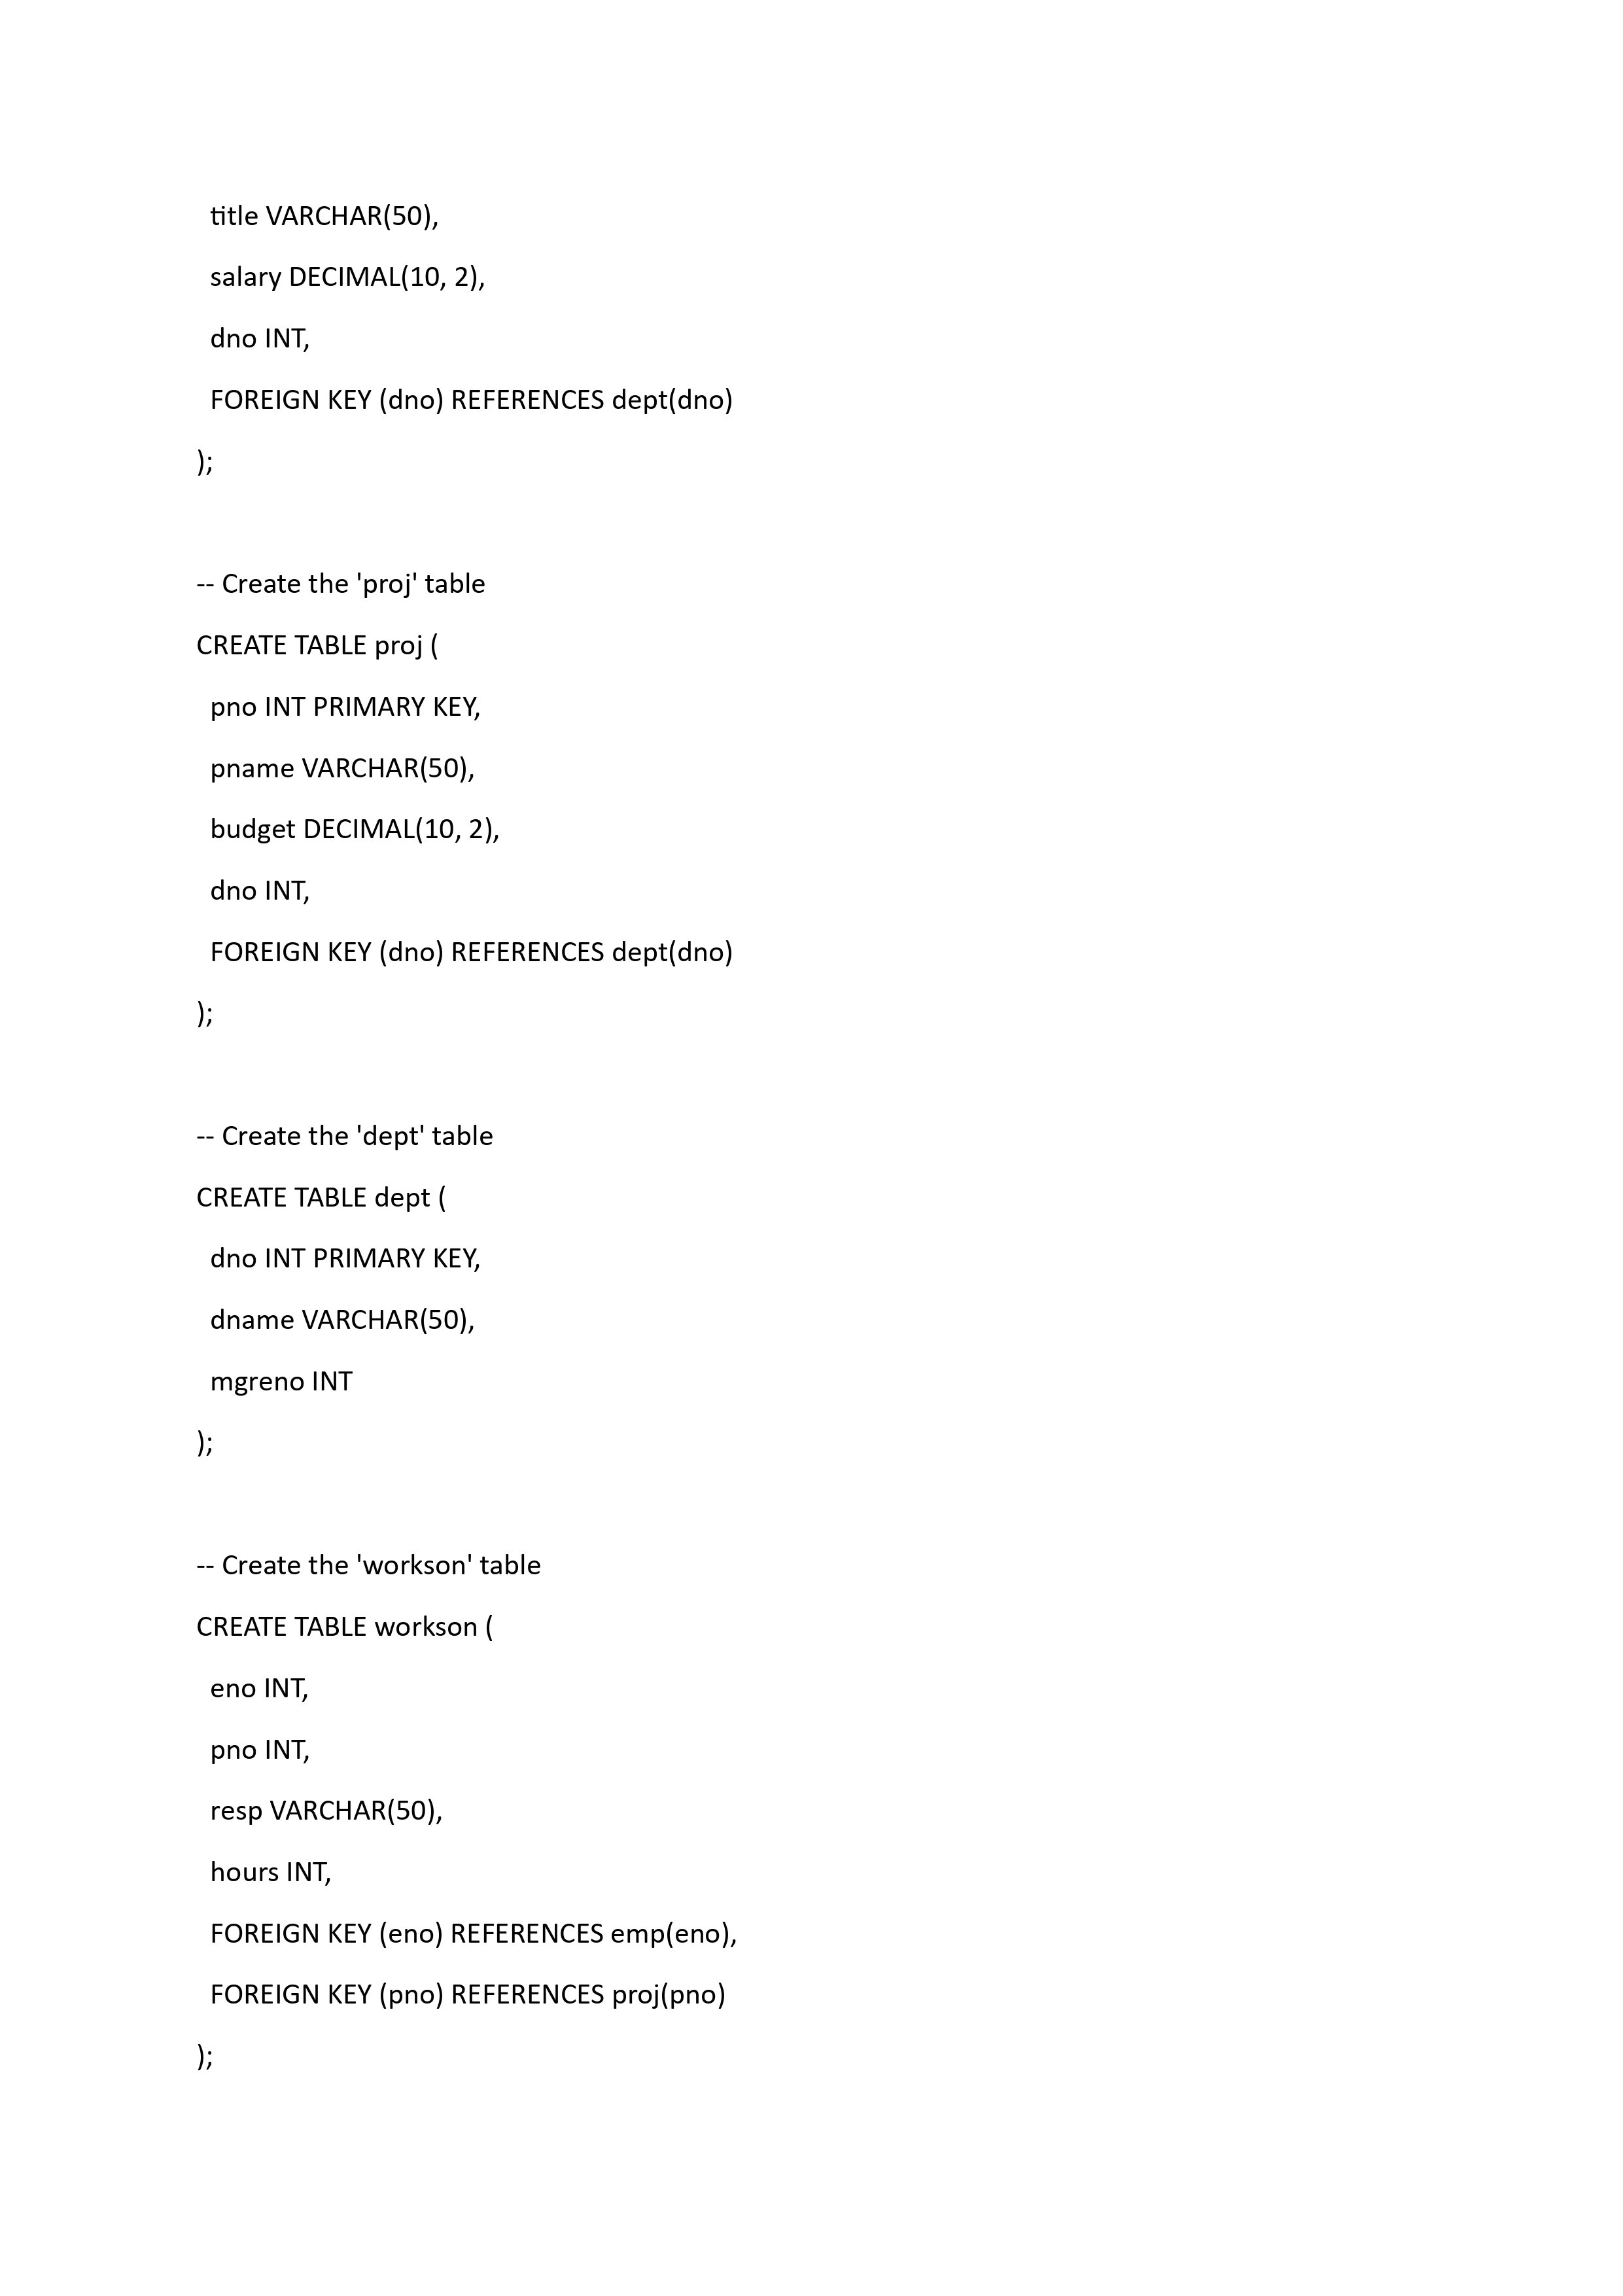 title VARCHAR(50),
salary DECIMAL(10, 2),
dno INT,
FOREIGN KEY (dno) REFERENCES dept(dno)
);
-- Create the 'proj' table
CREATE TABLE proj (
pno INT PRIMARY KEY,
pname VARCHAR(50),
budget DECIMAL(10, 2),
dno INT,
FOREIGN KEY (dno) REFERENCES dept(dno)
);
-- Create the 'dept' table
CREATE TABLE dept (
dno INT PRIMARY KEY,
dname VARCHAR(50),
mgreno INT
);
-- Create the 'workson' table
CREATE TABLE workson (
eno INT,
pno INT,
resp VARCHAR(50),
hours INT,
FOREIGN KEY (eno) REFERENCES emp(eno),
FOREIGN KEY (pno) REFERENCES proj(pno)
);